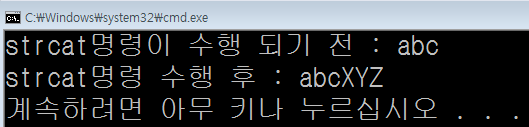 C:₩Windows₩system32₩cmd.exe
strcat명령이 수행 되기 전 : abc
strcat명령 수행 후 : abcXYZ
계속하려면 아무 키나 누르십시오 . . .